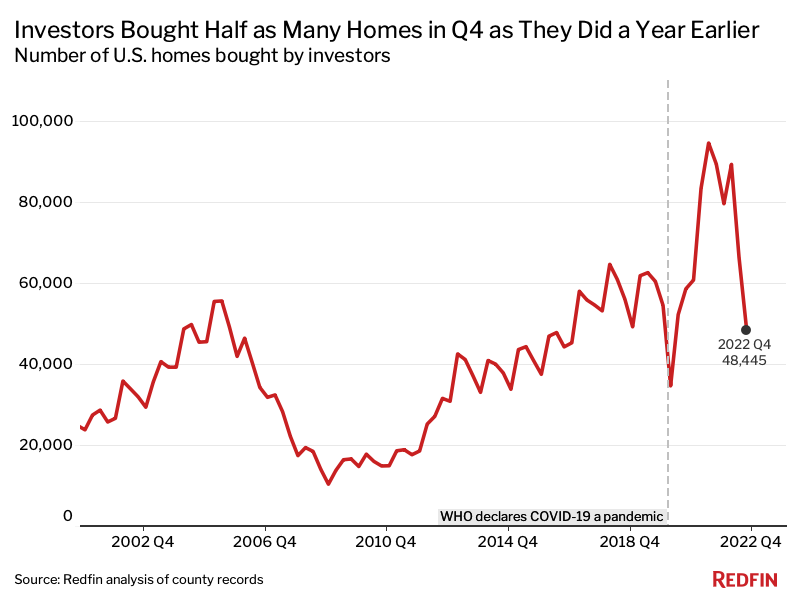 Investors Bought Half as Many Homes in Q4 as They Did a Year Earlier
Number of U.S. homes bought by investors
100,000
80,000
60,000
40,000
20,000
0
2022 Q4
48,445
WHO declares COVID-19 a pandemic
2002 Q4
2006 Q4
2010 Q4
2014 Q4
2018 Q4
2022 Q4
Source: Redfin analysis of county records
REDFIN